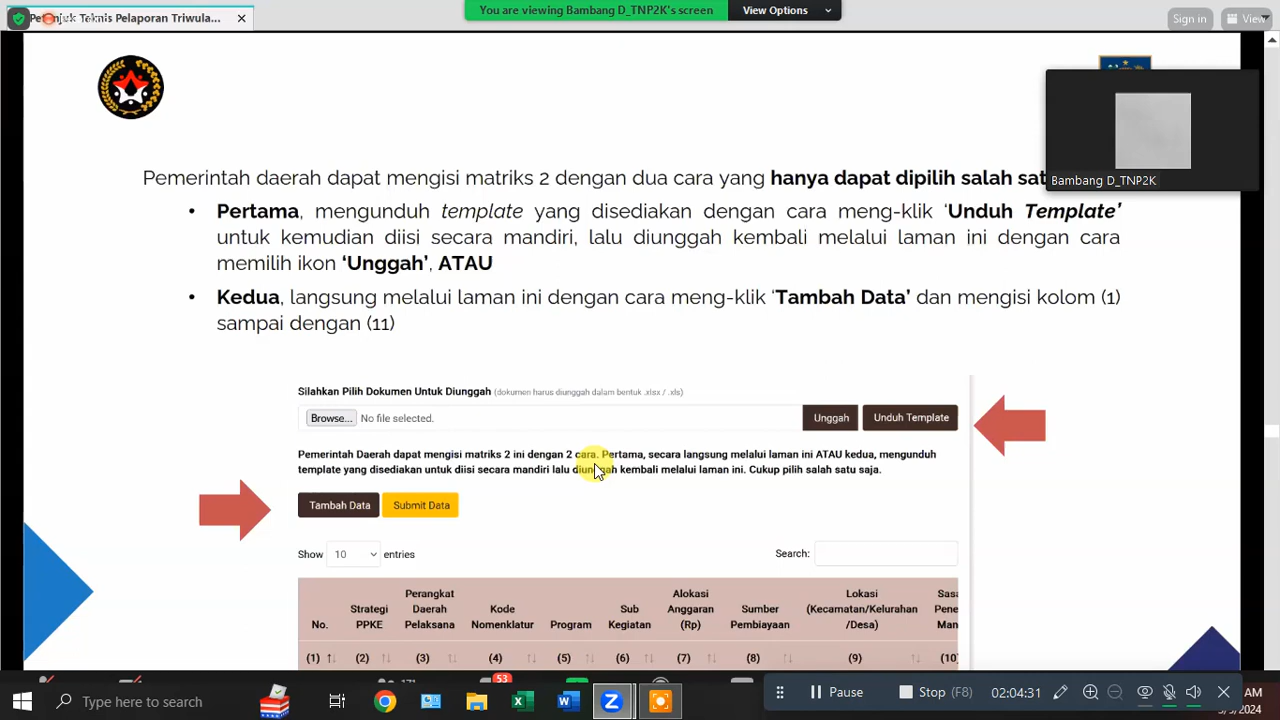 Petunjuk Teknis Pelaporan Triwula...
You are viewing Bambang D_TNP2K's screen
View Options
Sign in
View
Pemerintah daerah dapat mengisi matriks 2 dengan dua cara yang hanya dapat dipilih salah sat
Bambang D_TNP2K
• Pertama, mengunduh template yang disediakan dengan cara meng-klik ‘Unduh Template’
untuk kemudian diisi secara mandiri, lalu diunggah kembali melalui laman ini dengan cara
memilih ikon ‘Unggah’, ATAU
• Kedua, langsung melalui laman ini dengan cara meng-klik ‘Tambah Data’ dan mengisi kolom (1)
sampai dengan (11)
Silahkan Pilih Dokumen Untuk Diunggah (dokumen harus diunggah dalam bentuk .xlsx / .xls)
Browse... No file selected.
Unggah
Unduh Template
Pemerintah Daerah dapat mengisi matriks 2 ini dengan 2 cara. Pertama, secara langsung melalui laman ini ATAU kedua, mengunduh
template yang disediakan untuk diisi secara mandiri lalu diunggah kembali melalui laman ini. Cukup pilih salah satu saja.
Tambah Data
Submit Data
Show 10 entries
Search:
No.
Strategi
PPKE
Perangkat
Daerah
Pelaksana
Kode
Nomenklatur
Program
Sub
Kegiatan
Alokasi
Anggaran
(Rp)
Sumber
Pembiayaan
Lokasi
(Kecamatan/Kelurahan
/Desa)
Sasa
Pene
Man
(1) (2) (3) (4) (5) (6) (7) (8) (9) (10)
171
53
Type here to search
Pause
Stop (F8)
02:04:31
AM